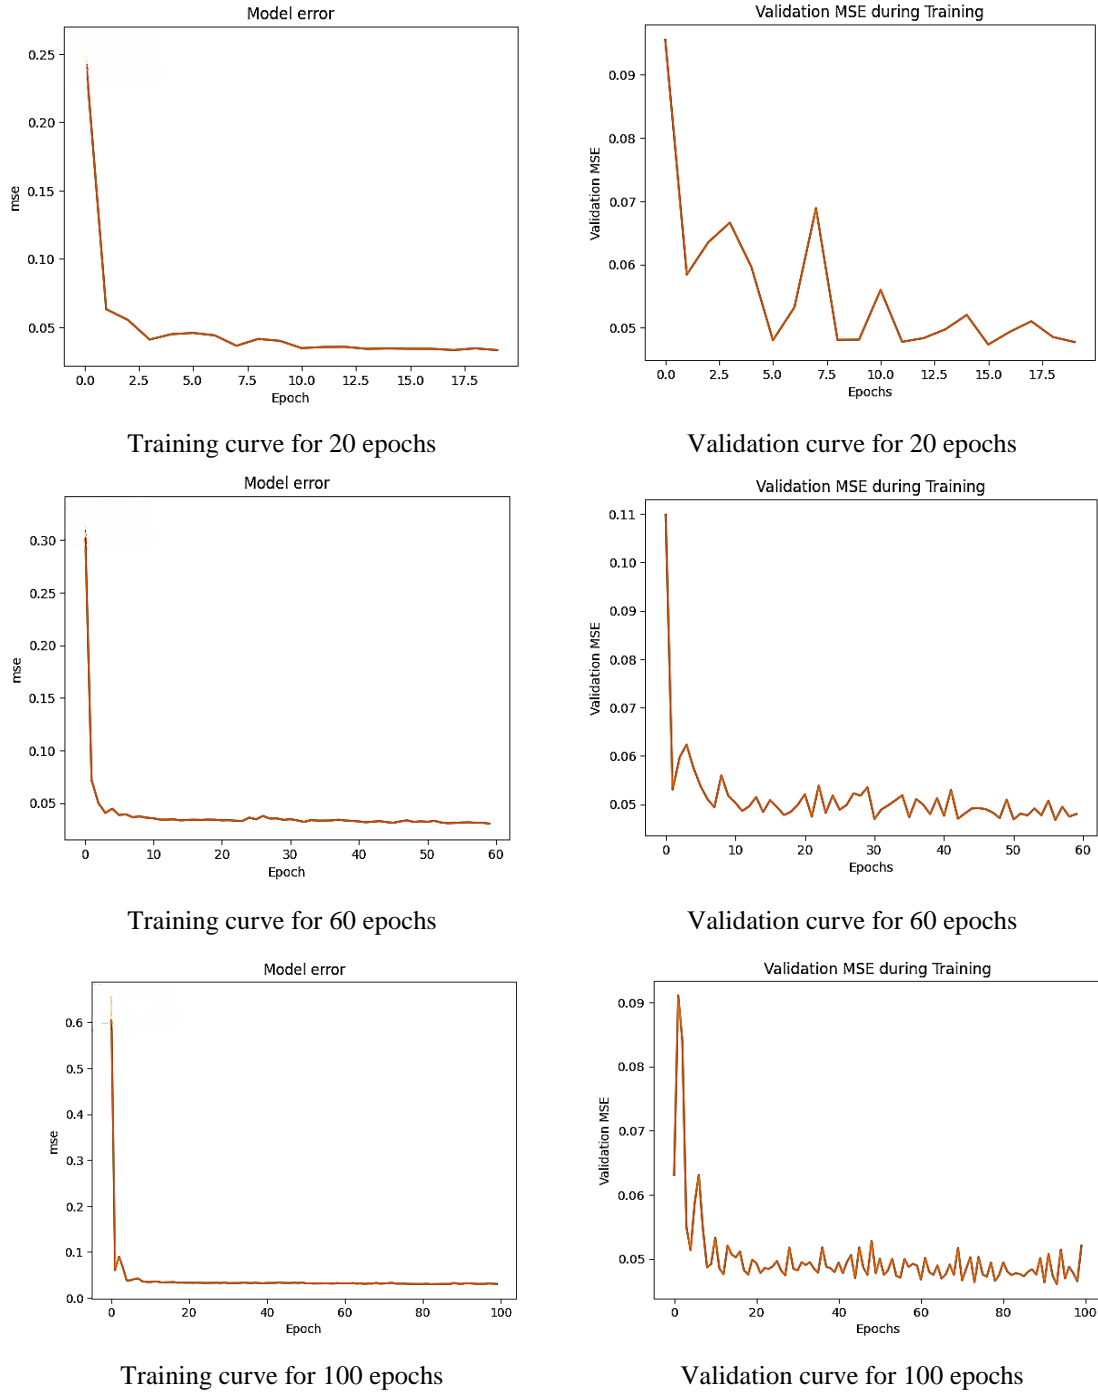 Model error
0.25
0.20
0.15
0.10
0.05
mse
0.0 2.5 5.0 7.5 10.0 12.5 15.0 17.5
Epoch
Training curve for 20 epochs
Validation MSE during Training
0.09
0.08
0.07
0.06
0.05
Validation MSE
0.0 2.5 5.0 7.5 10.0 12.5 15.0 17.5
Epochs
Validation curve for 20 epochs
Model error
0.30
0.25
0.20
0.15
0.10
0.05
mse
0 10 20 30 40 50 60
Epoch
Training curve for 60 epochs
Validation MSE during Training
0.11
0.10
0.09
0.08
0.07
0.06
0.05
Validation MSE
0 10 20 30 40 50 60
Epochs
Validation curve for 60 epochs
Model error
0.6
0.5
0.4
0.3
0.2
0.1
0.0
mse
0 20 40 60 80 100
Epoch
Training curve for 100 epochs
Validation MSE during Training
0.09
0.08
0.07
0.06
0.05
Validation MSE
0 20 40 60 80 100
Epochs
Validation curve for 100 epochs